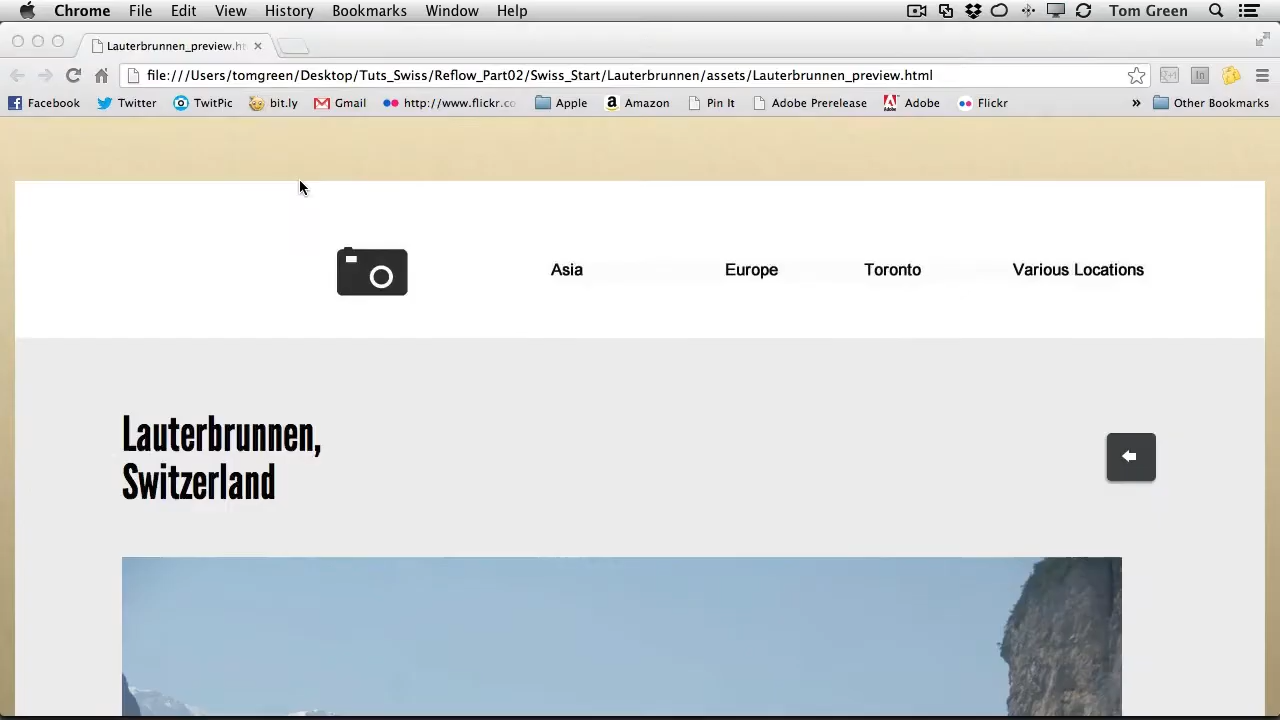 Chrome File Edit View History Bookmarks Window Help Tom Green
Lauterbrunnen_preview.ht
file:///Users/tomgreen/Desktop/Tuts_Swiss/Reflow_Part02/Swiss_Start/Lauterbrunnen/assets/Lauterbrunnen_preview.html
Facebook Twitter TwitPic bit.ly Gmail http://www.flickr.co Apple Amazon Pin It Adobe Prerelease Adobe Flickr » Other Bookmarks
Asia Europe Toronto Various Locations
Lauterbrunnen,
Switzerland